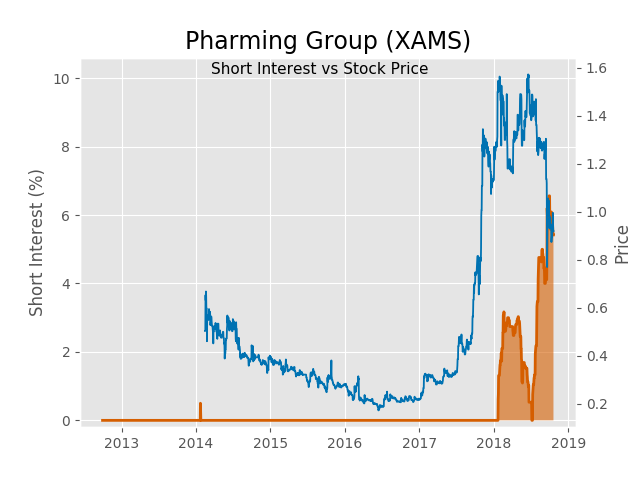 Pharming Group (XAMS)
Short Interest vs Stock Price
Short Interest (%)
10
8
6
4
2
0
1.6
1.4
1.2
1.0
0.8
0.6
0.4
0.2
Price
2013 2014 2015 2016 2017 2018 2019